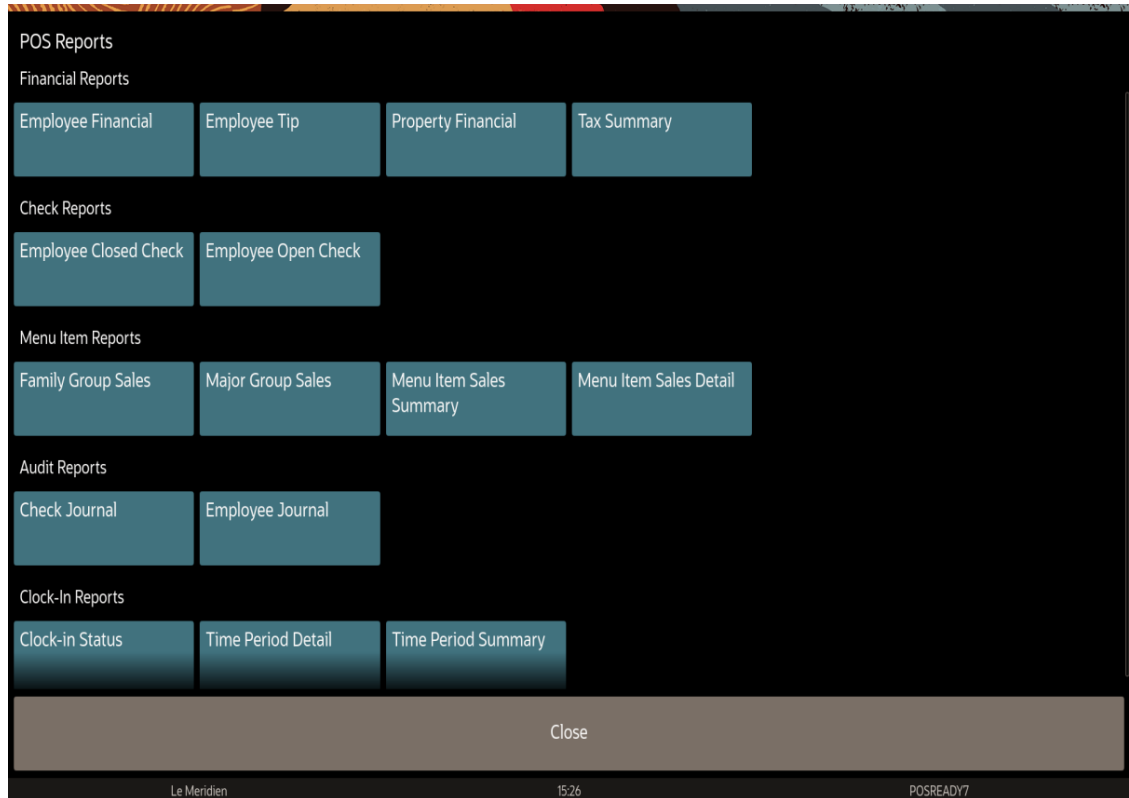 POS Reports
Financial Reports
Employee Financial
Employee Tip
Property Financial
Tax Summary
Check Reports
Employee Closed Check
Employee Open Check
Menu Item Reports
Family Group Sales
Major Group Sales
Menu Item Sales
Summary
Menu Item Sales Detail
Audit Reports
Check Journal
Employee Journal
Clock-In Reports
Clock-in Status
Time Period Detail
Time Period Summary
Close
Le Meridien
15:26
POSREADY7